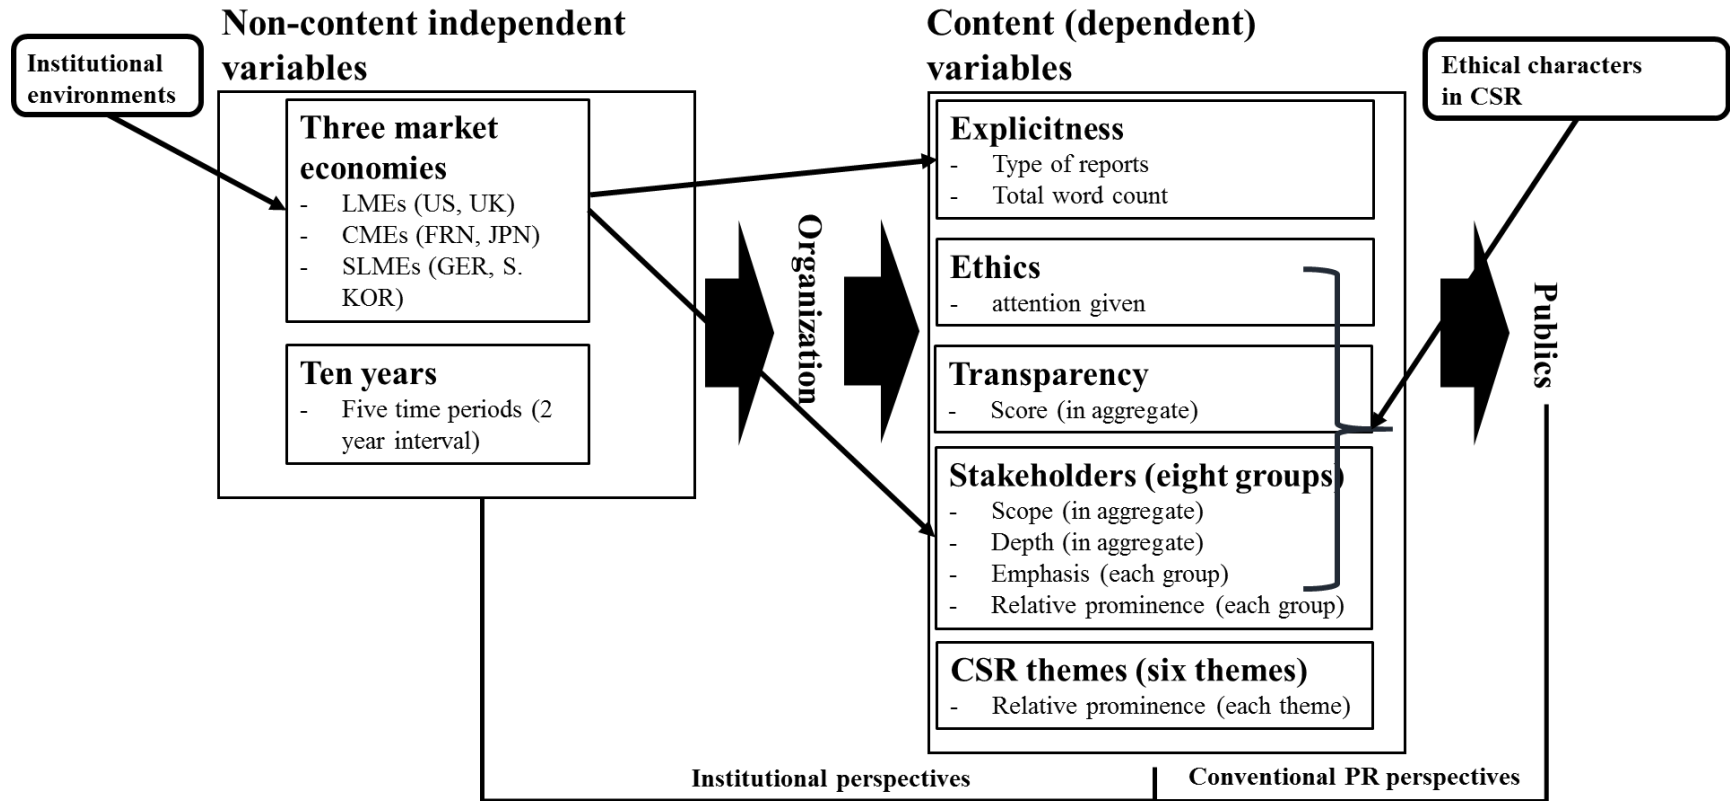 Institutional
environments
Non-content independent
variables
Three market
economies
- LMEs (US, UK)
- CMEs (FRN, JPN)
- SLMEs (GER, S.
KOR)
Ten years
- Five time periods (2
year interval)
Organization
Content (dependent)
variables
Explicitness
- Type of reports
- Total word count
Ethics
- attention given
Transparency
- Score (in aggregate)
Stakeholders (eight groups)
- Scope (in aggregate)
- Depth (in aggregate)
- Emphasis (each group)
- Relative prominence (each group)
CSR themes (six themes)
- Relative prominence (each theme)
Ethical characters
in CSR
Publics
Institutional perspectives
Conventional PR perspectives